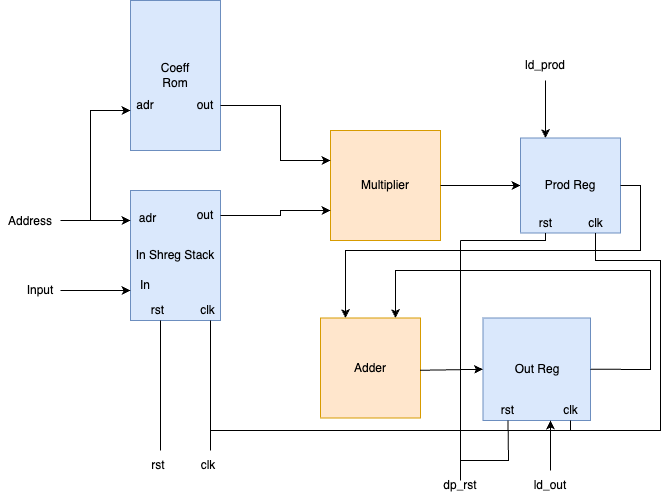 ld_prod
Coeff
Rom
adr
out
Multiplier
Prod Reg
rst
clk
Address
adr
out
In Shreg Stack
Input
In
rst
clk
Adder
Out Reg
rst
clk
rst
clk
dp_rst
ld_out